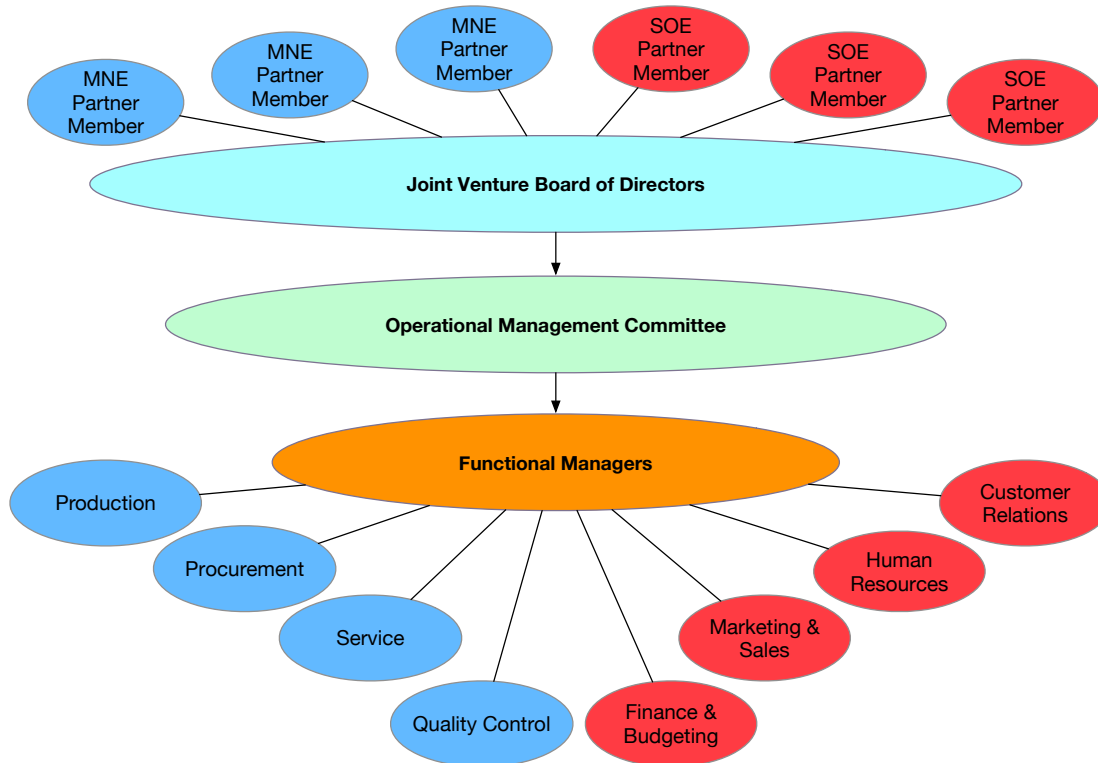 MNE
Partner
Member
MNE
Partner
Member
MNE
Partner
Member
SOE
Partner
Member
SOE
Partner
Member
SOE
Partner
Member
Joint Venture Board of Directors
Operational Management Committee
Functional Managers
Production
Procurement
Service
Quality Control
Finance &
Budgeting
Marketing &
Sales
Human
Resources
Customer
Relations